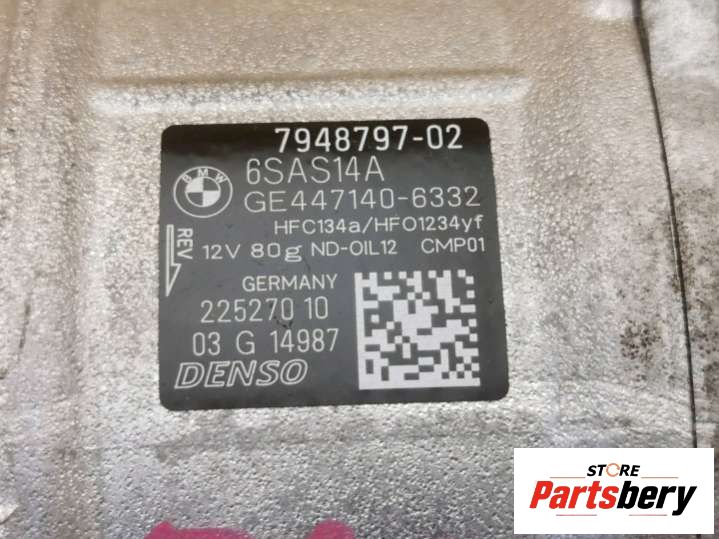 7948797-02
BMW
6SAS14A
GE447140-6332
HFC134a/HFO1234yf
REV
12V 80g ND-OIL12 CMP01
GERMANY
225270 10
03 G 14987
DENSO
STORE
Partsbery